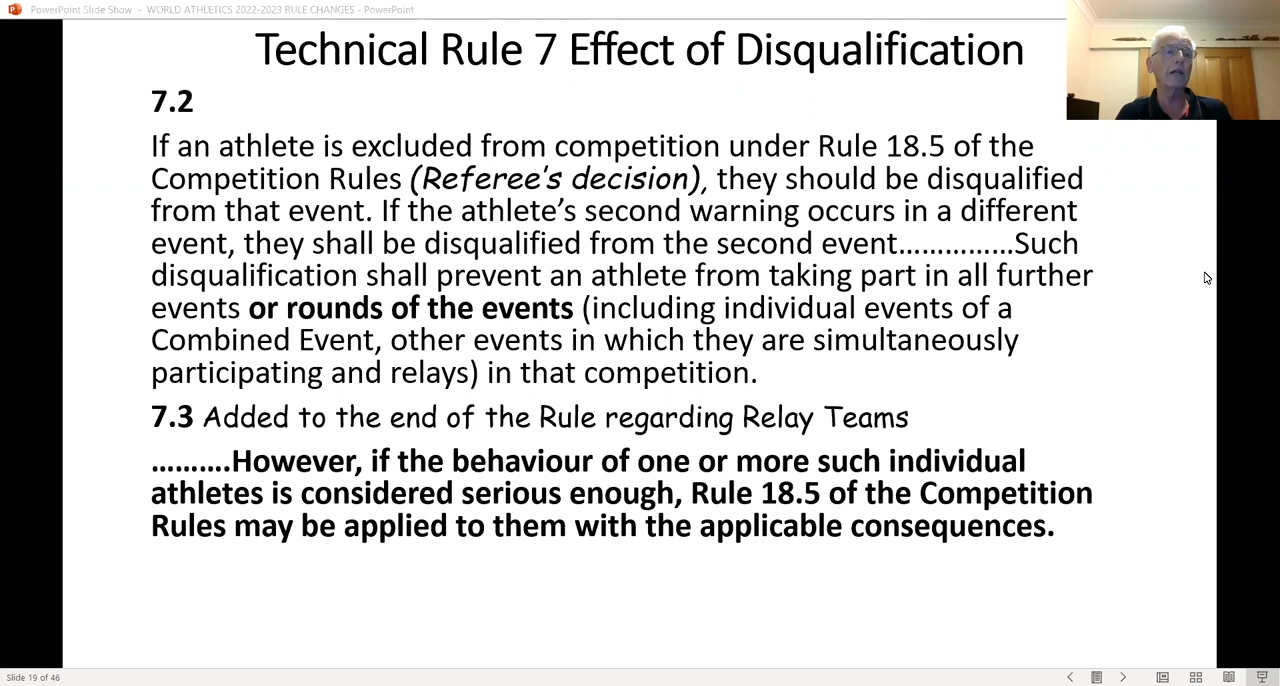 PowerPoint Slide Show - WORLD ATHLETICS 2022-2023 RULE CHANGES - PowerPoint
Technical Rule 7 Effect of Disqualification
7.2
If an athlete is excluded from competition under Rule 18.5 of the
Competition Rules (Referee's decision), they should be disqualified
from that event. If the athlete's second warning occurs in a different
event, they shall be disqualified from the second event……………Such
disqualification shall prevent an athlete from taking part in all further
events or rounds of the events (including individual events of a
Combined Event, other events in which they are simultaneously
participating and relays) in that competition.
7.3 Added to the end of the Rule regarding Relay Teams
……….However, if the behaviour of one or more such individual
athletes is considered serious enough, Rule 18.5 of the Competition
Rules may be applied to them with the applicable consequences.
Slide 19 of 46